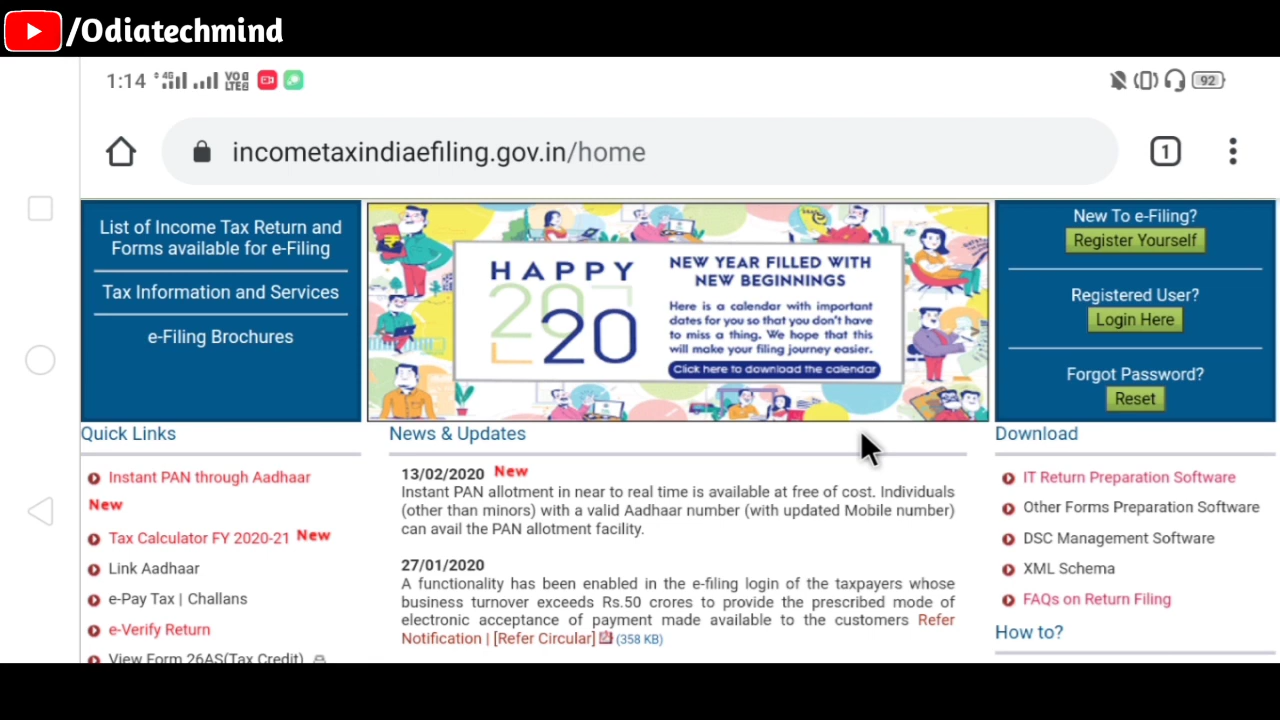 /Odiatechmind
1:14 4G VoD LTE 92
incometaxindiaefiling.gov.in/home
1
List of Income Tax Return and
Forms available for e-Filing
Tax Information and Services
e-Filing Brochures
HAPPY
2020
NEW YEAR FILLED WITH
NEW BEGINNINGS
Here is a calendar with important
dates for you so that you don't have
to miss a thing. We hope that this
will make your filing journey easier.
Click here to download the calendar
New To e-Filing?
Register Yourself
Registered User?
Login Here
Forgot Password?
Reset
Quick Links
Instant PAN through Aadhaar
New
Tax Calculator FY 2020-21 New
Link Aadhaar
e-Pay Tax | Challans
e-Verify Return
View Form 26AS(Tax Credit)
News & Updates
13/02/2020 New
Instant PAN allotment in near to real time is available at free of cost. Individuals
(other than minors) with a valid Aadhaar number (with updated Mobile number)
can avail the PAN allotment facility.
27/01/2020
A functionality has been enabled in the e-filing login of the taxpayers whose
business turnover exceeds Rs.50 crores to provide the prescribed mode of
electronic acceptance of payment made available to the customers Refer
Notification | [Refer Circular] (358 KB)
Download
IT Return Preparation Software
Other Forms Preparation Software
DSC Management Software
XML Schema
FAQs on Return Filing
How to?